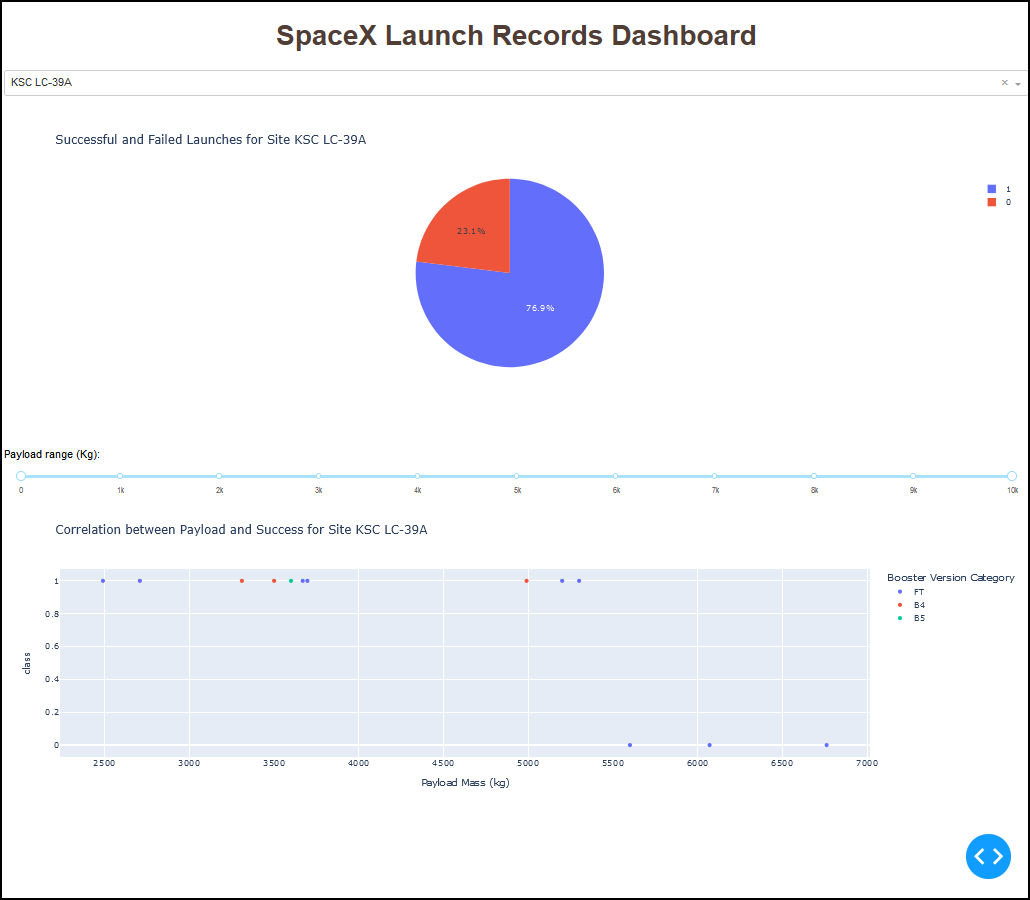 SpaceX Launch Records Dashboard
KSC LC-39A
×
Successful and Failed Launches for Site KSC LC-39A
1
0
23.1%
76.9%
Payload range (Kg):
0 1k 2k 3k 4k 5k 6k 7k 8k 9k 10k
Correlation between Payload and Success for Site KSC LC-39A
Booster Version Category
FT
B4
B5
1
0.8
0.6
0.4
0.2
0
class
2500 3000 3500 4000 4500 5000 5500 6000 6500 7000
Payload Mass (kg)